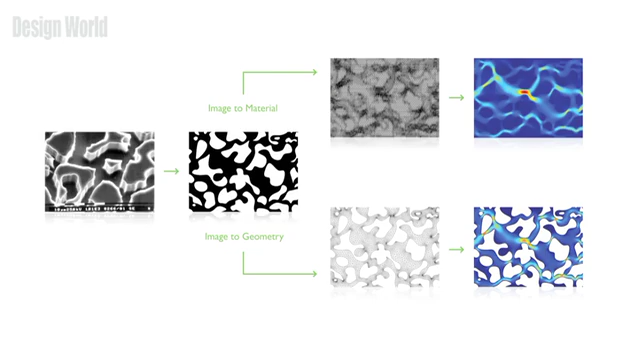 Design World
Image to Material
Image to Geometry